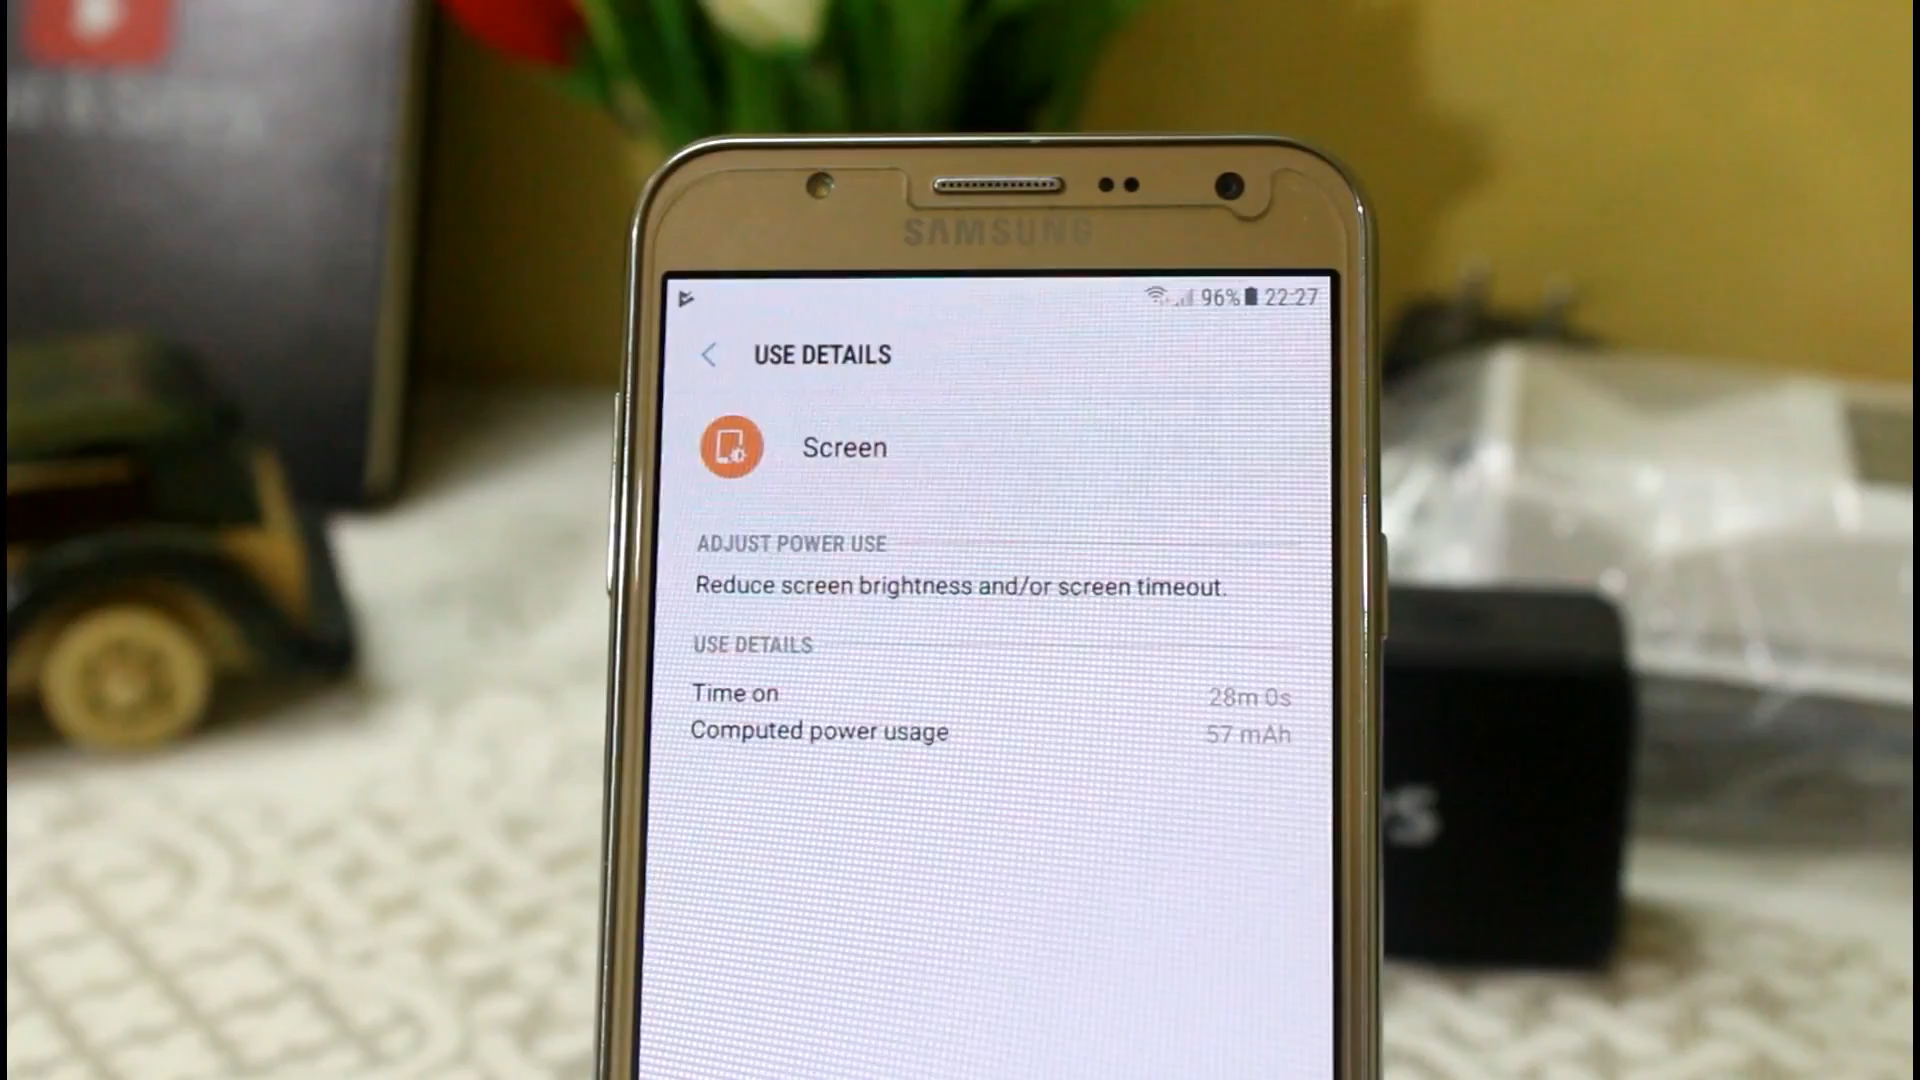 SAMSUNG
96% 22:27
USE DETAILS
Screen
ADJUST POWER USE
Reduce screen brightness and/or screen timeout.
USE DETAILS
Time on 28m 0s
Computed power usage 57 mAh